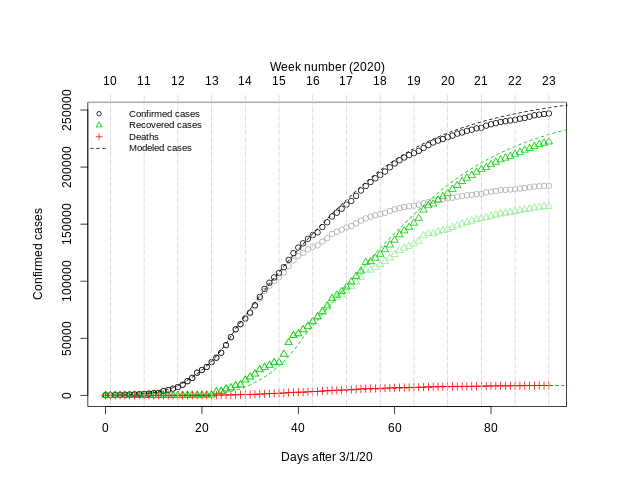 Week number (2020)
10 11 12 13 14 15 16 17 18 19 20 21 22 23
Confirmed cases
Recovered cases
Deaths
Modeled cases
250000
200000
150000
100000
50000
0
Confirmed cases
0 20 40 60 80
Days after 3/1/20